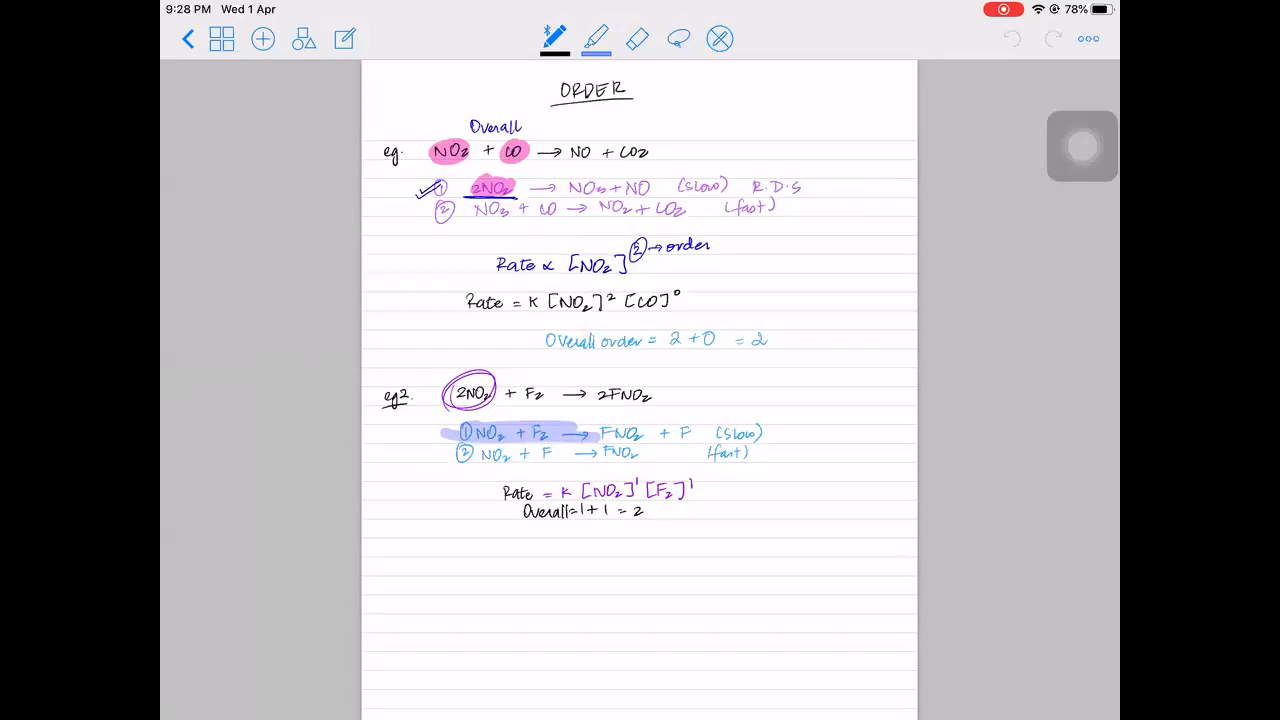 9:28 PM Wed 1 Apr 78%
ORDER
Overall
eg. NO₂ + CO → NO + CO₂
① 2NO₂ → NO₃ + NO (slow) R.D.S
② NO₃ + CO → NO₂ + CO₂ (fast)
Rate ∝ [NO₂]² → order
Rate = K [NO₂]² [CO]⁰
Overall order = 2 + 0 = 2
eg2. 2NO₂ + F₂ → 2FNO₂
① NO₂ + F₂ → FNO₂ + F (slow)
② NO₂ + F → FNO₂ (fast)
Rate = K [NO₂]¹ [F₂]¹
Overall = 1 + 1 = 2